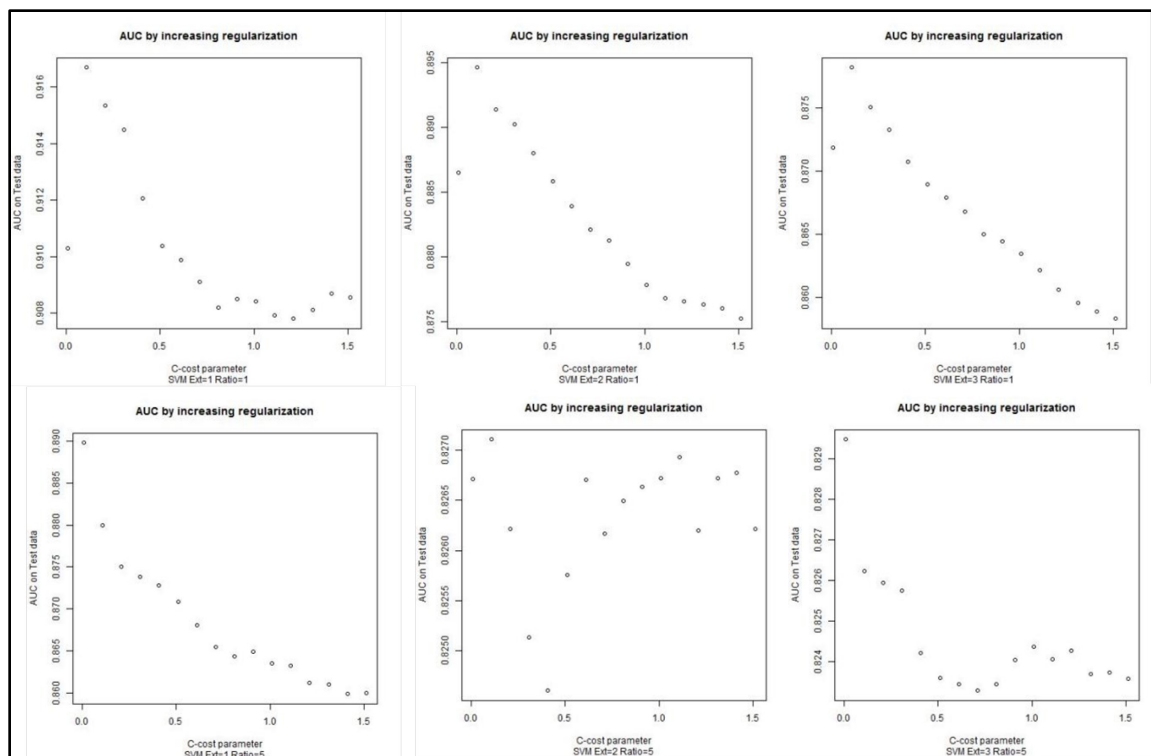 AUC by increasing regularization
AUC on Test data
0.916
0.914
0.912
0.910
0.908
0.0 0.5 1.0 1.5
C-cost parameter
SVM Ext=1 Ratio=1
AUC by increasing regularization
AUC on Test data
0.895
0.890
0.885
0.880
0.875
0.0 0.5 1.0 1.5
C-cost parameter
SVM Ext=2 Ratio=1
AUC by increasing regularization
AUC on Test data
0.875
0.870
0.865
0.860
0.0 0.5 1.0 1.5
C-cost parameter
SVM Ext=3 Ratio=1
AUC by increasing regularization
AUC on Test data
0.890
0.885
0.880
0.875
0.870
0.865
0.860
0.0 0.5 1.0 1.5
C-cost parameter
SVM Ext=1 Ratio=5
AUC by increasing regularization
AUC on Test data
0.8270
0.8265
0.8260
0.8255
0.8250
0.0 0.5 1.0 1.5
C-cost parameter
SVM Ext=2 Ratio=5
AUC by increasing regularization
AUC on Test data
0.829
0.828
0.827
0.826
0.825
0.824
0.0 0.5 1.0 1.5
C-cost parameter
SVM Ext=3 Ratio=5